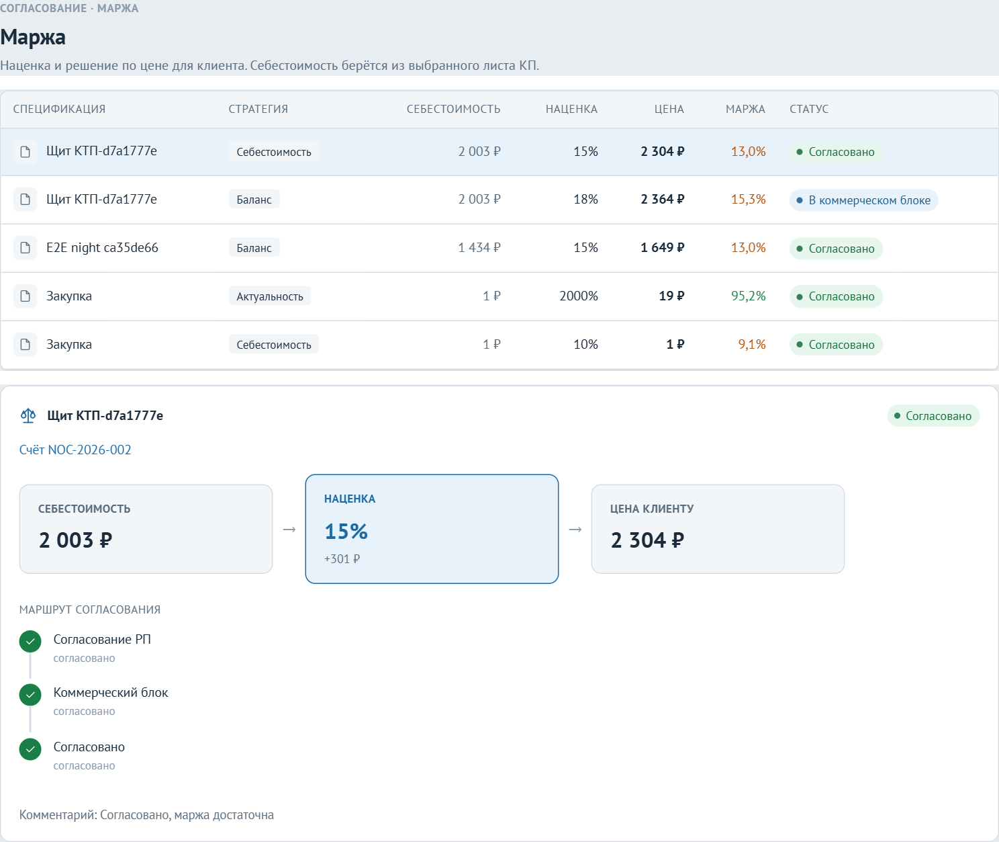 СОГЛАСОВАНИЕ · МАРЖА
Маржа
Наценка и решение по цене для клиента. Себестоимость берётся из выбранного листа КП.
СПЕЦИФИКАЦИЯ СТРАТЕГИЯ СЕБЕСТОИМОСТЬ НАЦЕНКА ЦЕНА МАРЖА СТАТУС
Щит КТП-d7a1777e Себестоимость 2 003 ₽ 15% 2 304 ₽ 13,0% Согласовано
Щит КТП-d7a1777e Баланс 2 003 ₽ 18% 2 364 ₽ 15,3% В коммерческом блоке
E2E night ca35de66 Баланс 1 434 ₽ 15% 1 649 ₽ 13,0% Согласовано
Закупка Актуальность 1 ₽ 2000% 19 ₽ 95,2% Согласовано
Закупка Себестоимость 1 ₽ 10% 1 ₽ 9,1% Согласовано
Щит КТП-d7a1777e Согласовано
Счёт NOC-2026-002
СЕБЕСТОИМОСТЬ
2 003 ₽
→
НАЦЕНКА
15%
+301 ₽
→
ЦЕНА КЛИЕНТУ
2 304 ₽
МАРШРУТ СОГЛАСОВАНИЯ
Согласование РП
согласовано
Коммерческий блок
согласовано
Согласовано
согласовано
Комментарий: Согласовано, маржа достаточна